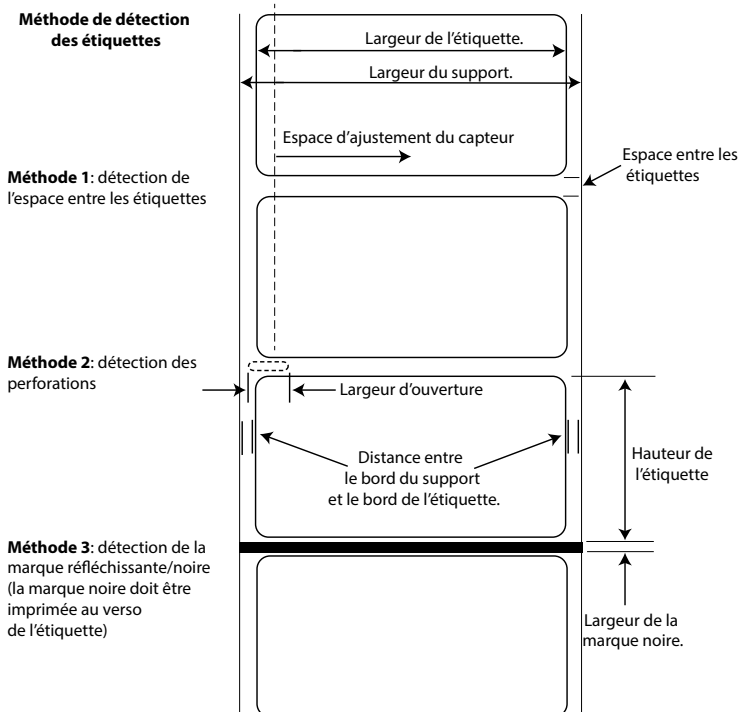 Méthode de détection
des étiquettes
Largeur de l'étiquette.
Largeur du support.
Espace d'ajustement du capteur
Espace entre les
étiquettes
Méthode 1: détection de
l'espace entre les étiquettes
Méthode 2: détection des
perforations
Largeur d'ouverture
Distance entre
le bord du support
et le bord de l'étiquette.
Hauteur de
l'étiquette
Méthode 3: détection de la
marque réfléchissante/noire
(la marque noire doit être
imprimée au verso
de l'étiquette)
Largeur de la
marque noire.